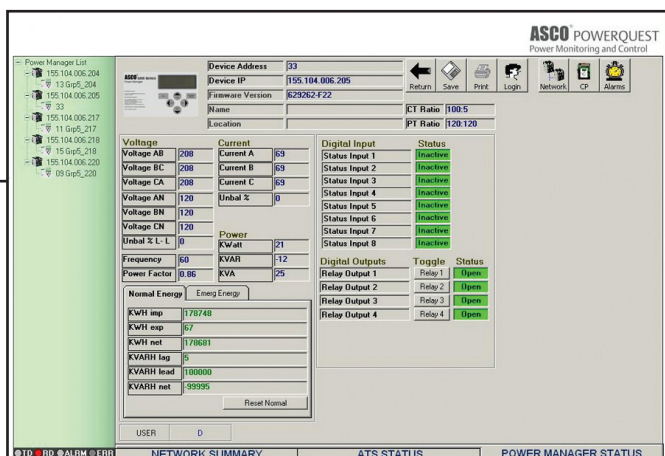 ASCO® POWERQUEST
Power Monitoring and Control
Power Manager List
155.104.006.204
13 Grp5_204
155.104.006.205
33
155.104.006.217
11 Grp5_217
155.104.006.218
15 Grp5_218
155.104.006.220
09 Grp5_220
ASCO
Device Address 33
Device IP 155.104.006.205
Firmware Version 629262-F22
Name
Location
CT Ratio 100:5
PT Ratio 120:120
Return Save Print Login Network CP Alarms
Voltage
Voltage AB 208
Voltage BC 208
Voltage CA 208
Voltage AN 120
Voltage BN 120
Voltage CN 120
Unbal % L- L 0
Frequency 60
Power Factor 0.86
Current
Current A 69
Current B 69
Current C 69
Unbal % 0
Power
KWatt 21
KVAR -12
KVA 25
Normal Energy Emerg Energy
KWH imp 178748
KWH exp 67
KWH net 178681
KVARH lag 5
KVARH lead 100000
KVARH net -99995
Reset Normal
Digital Input Status
Status Input 1 Inactive
Status Input 2 Inactive
Status Input 3 Inactive
Status Input 4 Inactive
Status Input 5 Inactive
Status Input 6 Inactive
Status Input 7 Inactive
Status Input 8 Inactive
Digital Outputs Toggle Status
Relay Output 1 Relay 1 Open
Relay Output 2 Relay 2 Open
Relay Output 3 Relay 3 Open
Relay Output 4 Relay 4 Open
USER D
TD RD ALRM ERR
NETWORK SUMMARY ATS STATUS POWER MANAGER STATUS